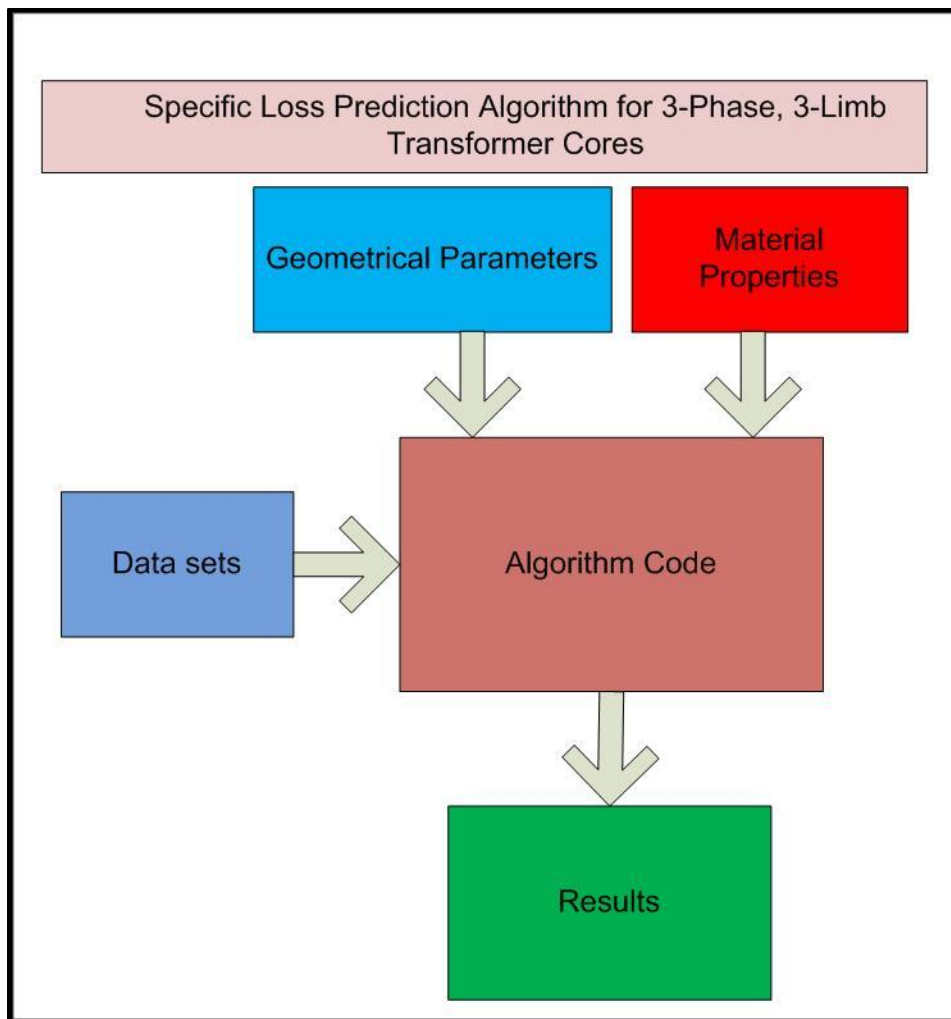 Specific Loss Prediction Algorithm for 3-Phase, 3-Limb
Transformer Cores
Geometrical Parameters
Material
Properties
Data sets
Algorithm Code
Results